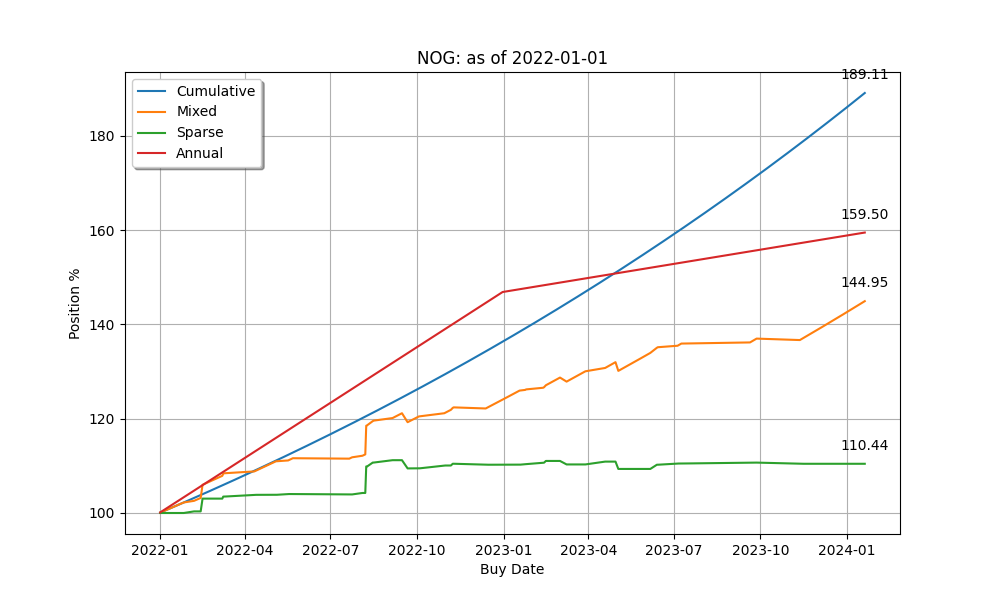 NOG: as of 2022-01-01
189.11
Cumulative
Mixed
Sparse
Annual
180
160
159.50
144.95
140
120
110.44
100
Position %
2022-01 2022-04 2022-07 2022-10 2023-01 2023-04 2023-07 2023-10 2024-01
Buy Date